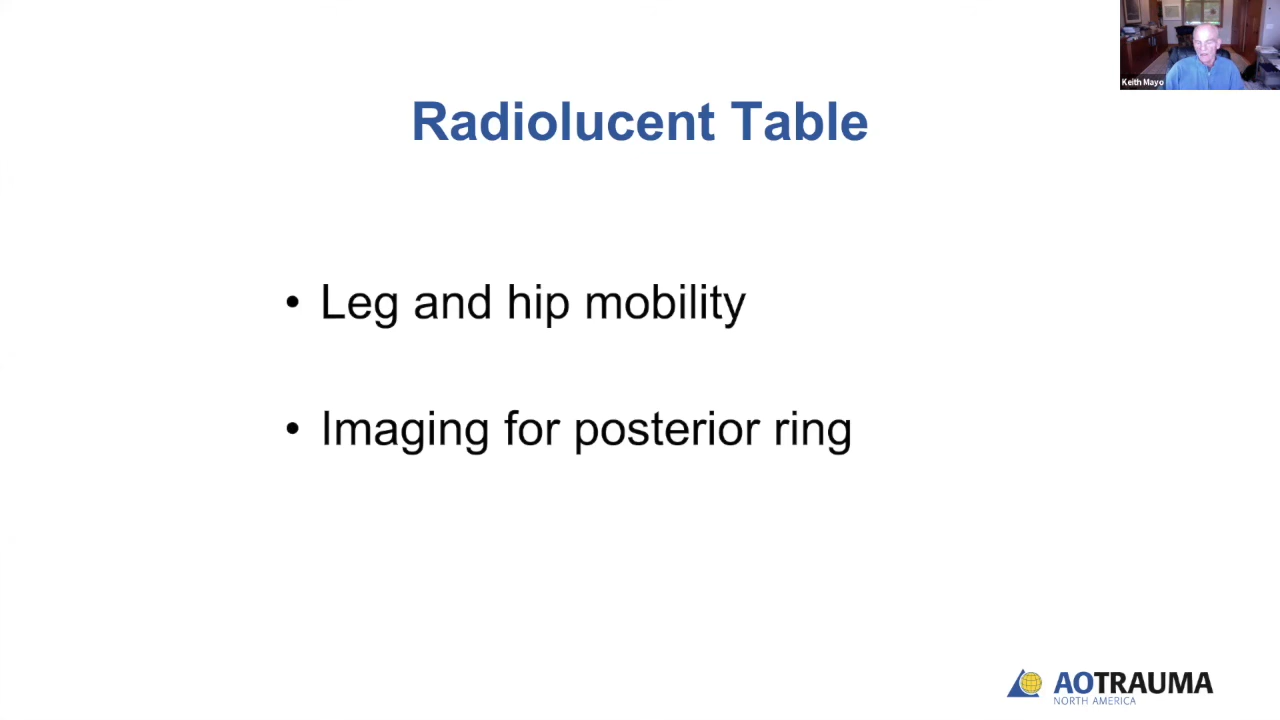 Keith Mayo
Radiolucent Table
• Leg and hip mobility
• Imaging for posterior ring
AOTRAUMA
NORTH AMERICA